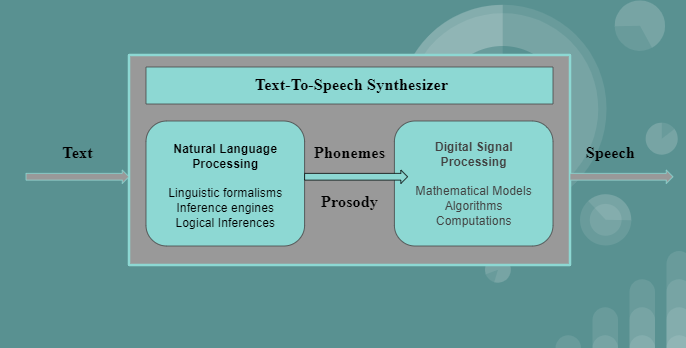 Text-To-Speech Synthesizer
Text
Natural Language
Processing
Linguistic formalisms
Inference engines
Logical Inferences
Phonemes
Prosody
Digital Signal
Processing
Mathematical Models
Algorithms
Computations
Speech